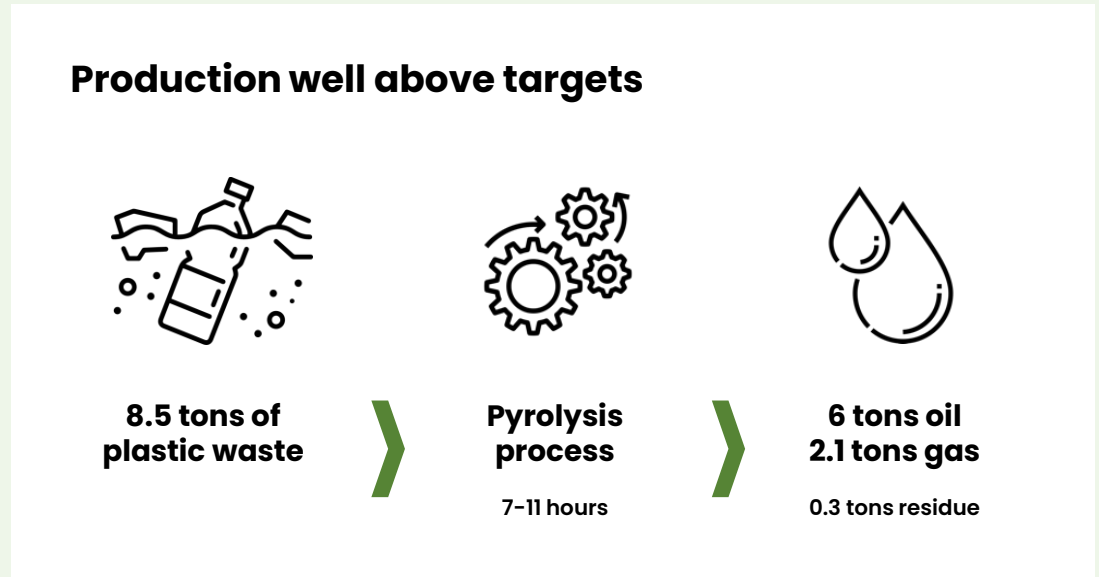 Production well above targets
8.5 tons of
plastic waste
Pyrolysis
process
7-11 hours
6 tons oil
2.1 tons gas
0.3 tons residue